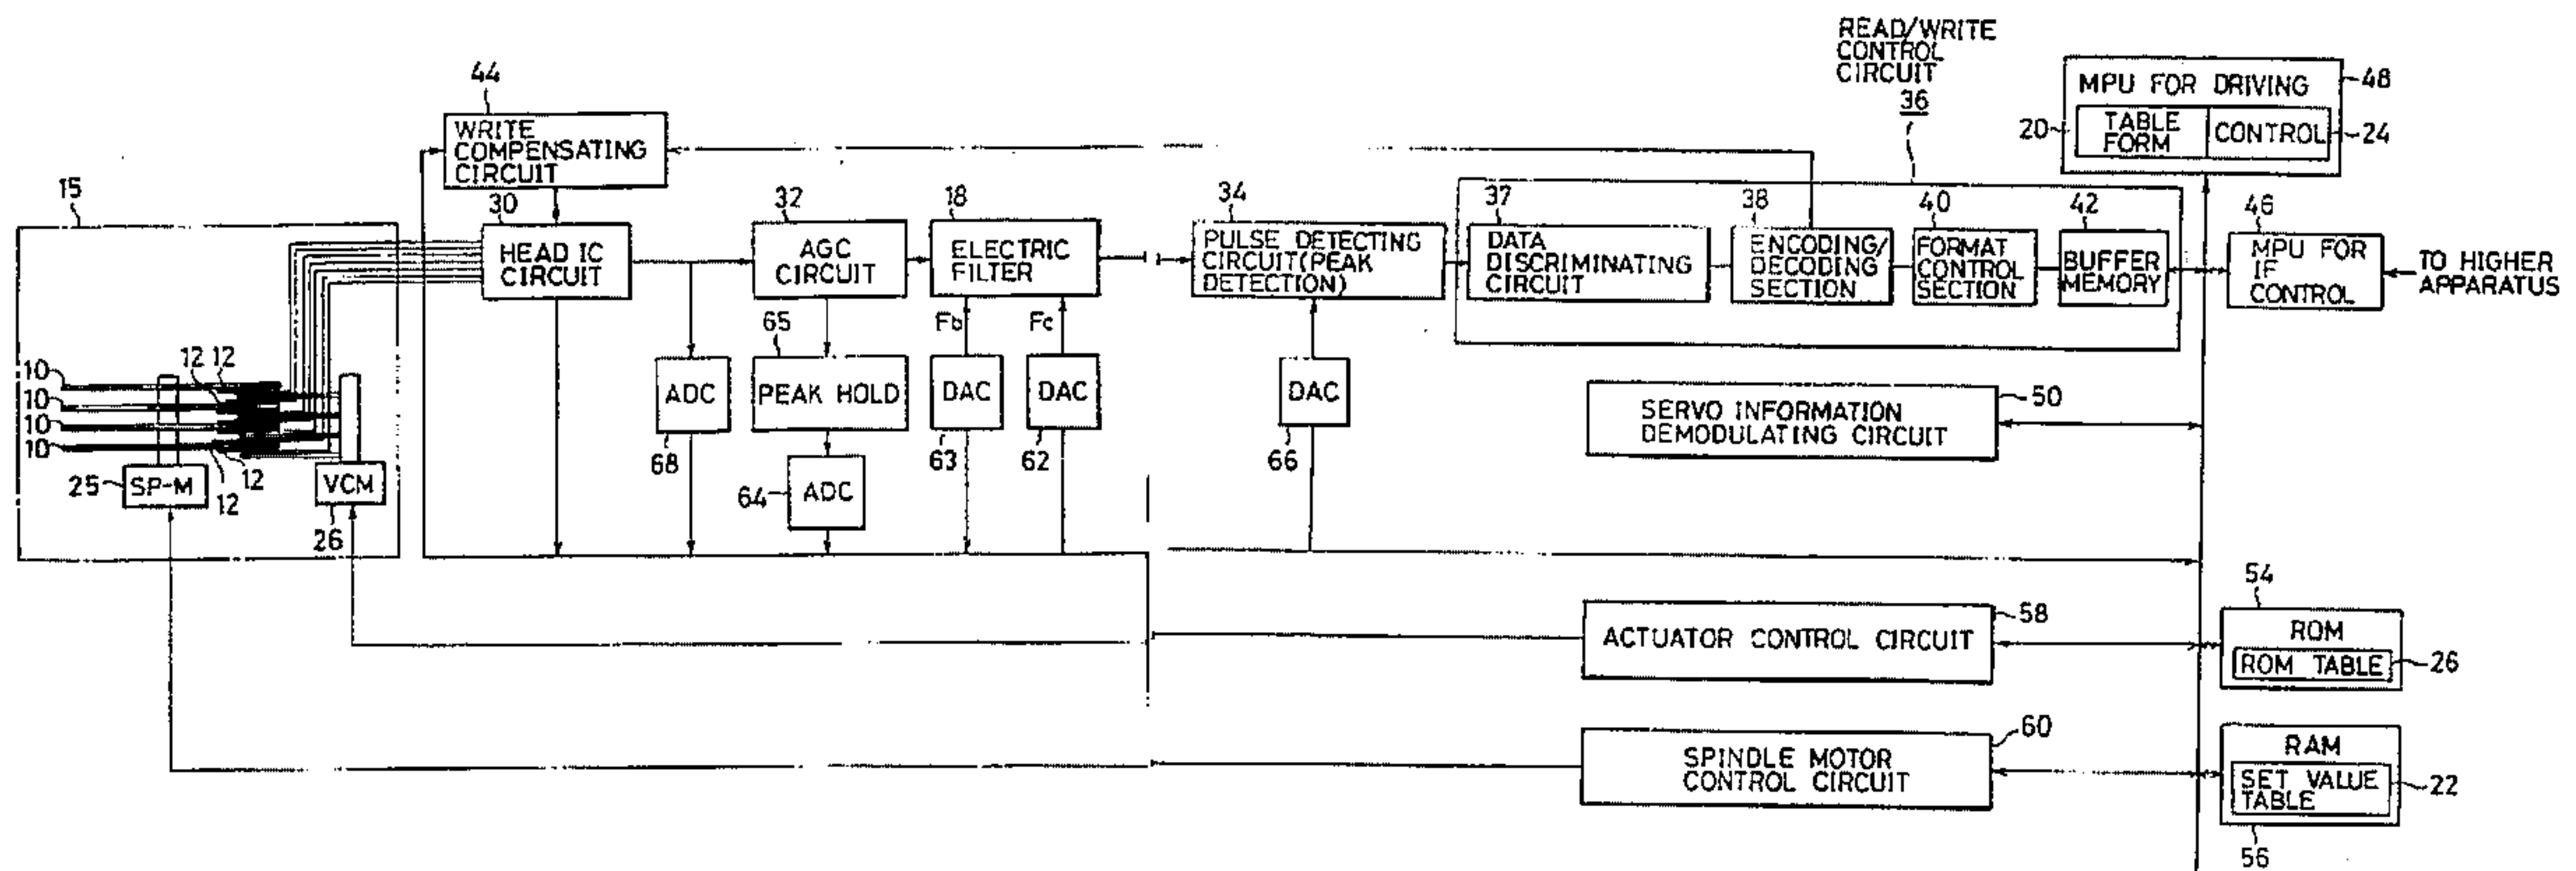 READ/WRITE
CONTROL
CIRCUIT
36
44
WRITE
COMPENSATING
CIRCUIT
MPU FOR DRIVING
48
20
TABLE
FORM
CONTROL
24
15
30
HEAD IC
CIRCUIT
32
AGC
CIRCUIT
18
ELECTRIC
FILTER
34
PULSE DETECTING
CIRCUIT(PEAK
DETECTION)
37
DATA
DISCRIMINATING
CIRCUIT
38
ENCODING/
DECODING
SECTION
40
FORMAT
CONTROL
SECTION
42
BUFFER
MEMORY
46
MPU FOR
IF
CONTROL
TO HIGHER
APPARATUS
65
Fb
Fc
10
10
10
10
12 12
12
12
12
25
SP-M
VCM
26
ADC
68
PEAK HOLD
64
ADC
DAC
63
DAC
62
DAC
66
SERVO INFORMATION
DEMODULATING CIRCUIT
50
ACTUATOR CONTROL CIRCUIT
58
54
ROM
ROM TABLE
26
SPINDLE MOTOR
CONTROL CIRCUIT
60
RAM
SET VALUE
TABLE
22
56